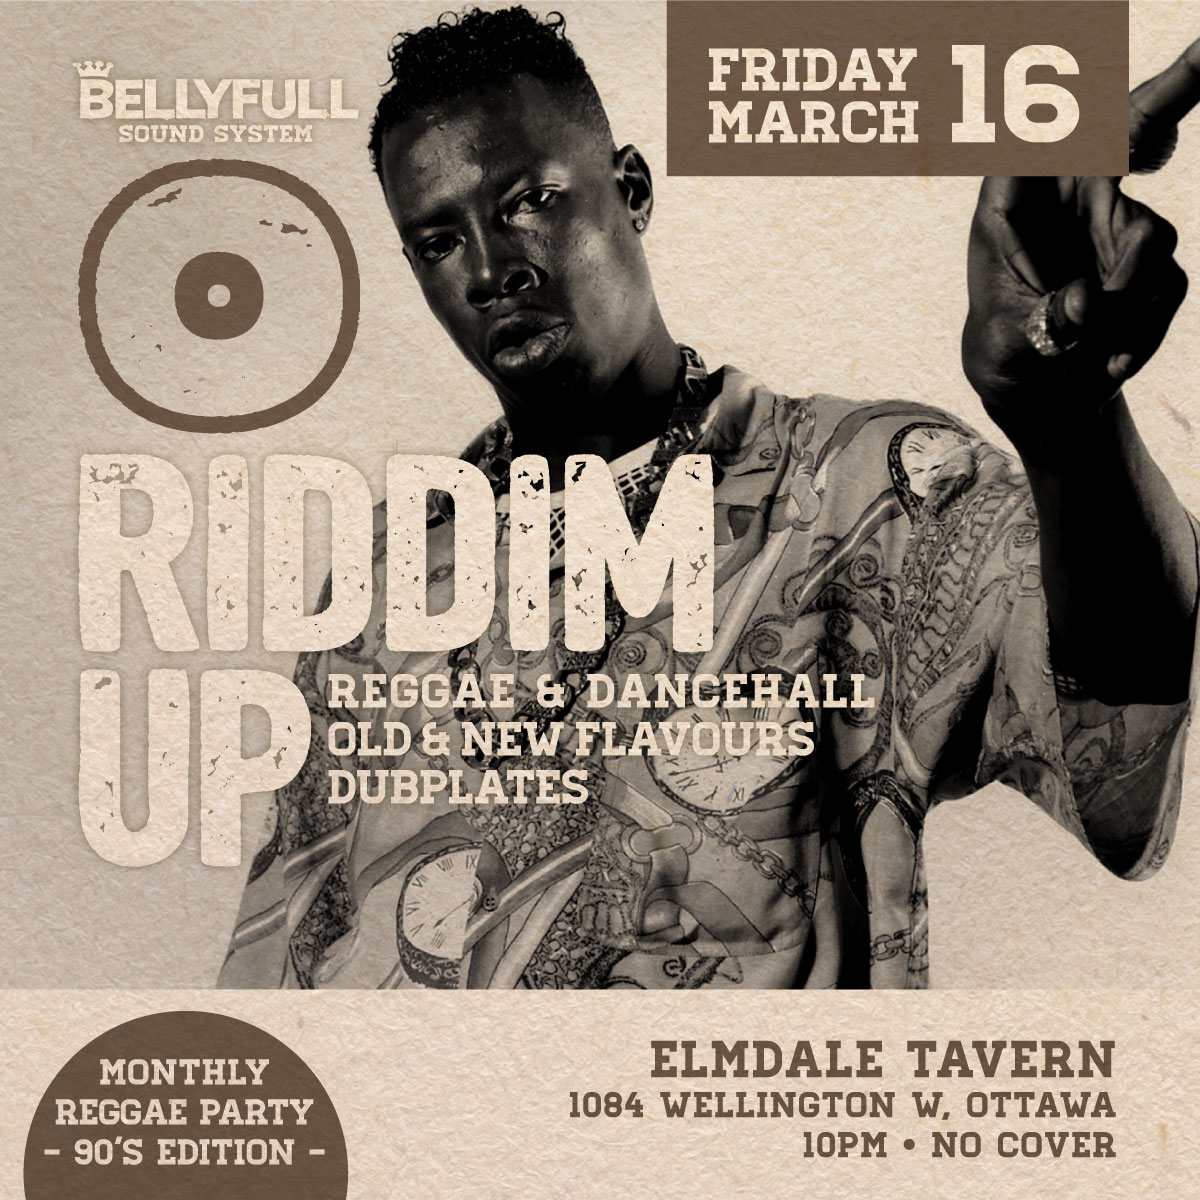 BELLYFULL
SOUND SYSTEM
FRIDAY
MARCH
16
RIDDIM
UP
REGGAE & DANCEHALL
OLD & NEW FLAVOURS
DUBPLATES
MONTHLY
REGGAE PARTY
- 90'S EDITION -
ELMDALE TAVERN
1084 WELLINGTON W, OTTAWA
10PM • NO COVER